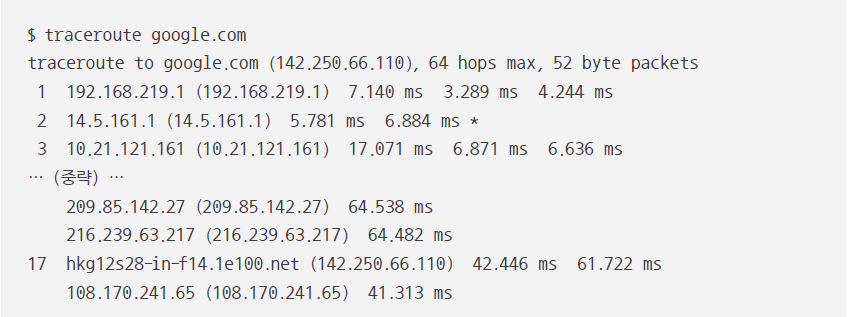 $ traceroute google.com
traceroute to google.com (142.250.66.110), 64 hops max, 52 byte packets
1 192.168.219.1 (192.168.219.1) 7.140 ms 3.289 ms 4.244 ms
2 14.5.161.1 (14.5.161.1) 5.781 ms 6.884 ms *
3 10.21.121.161 (10.21.121.161) 17.071 ms 6.871 ms 6.636 ms
… (중략) …
209.85.142.27 (209.85.142.27) 64.538 ms
216.239.63.217 (216.239.63.217) 64.482 ms
17 hkg12s28-in-f14.1e100.net (142.250.66.110) 42.446 ms 61.722 ms
108.170.241.65 (108.170.241.65) 41.313 ms